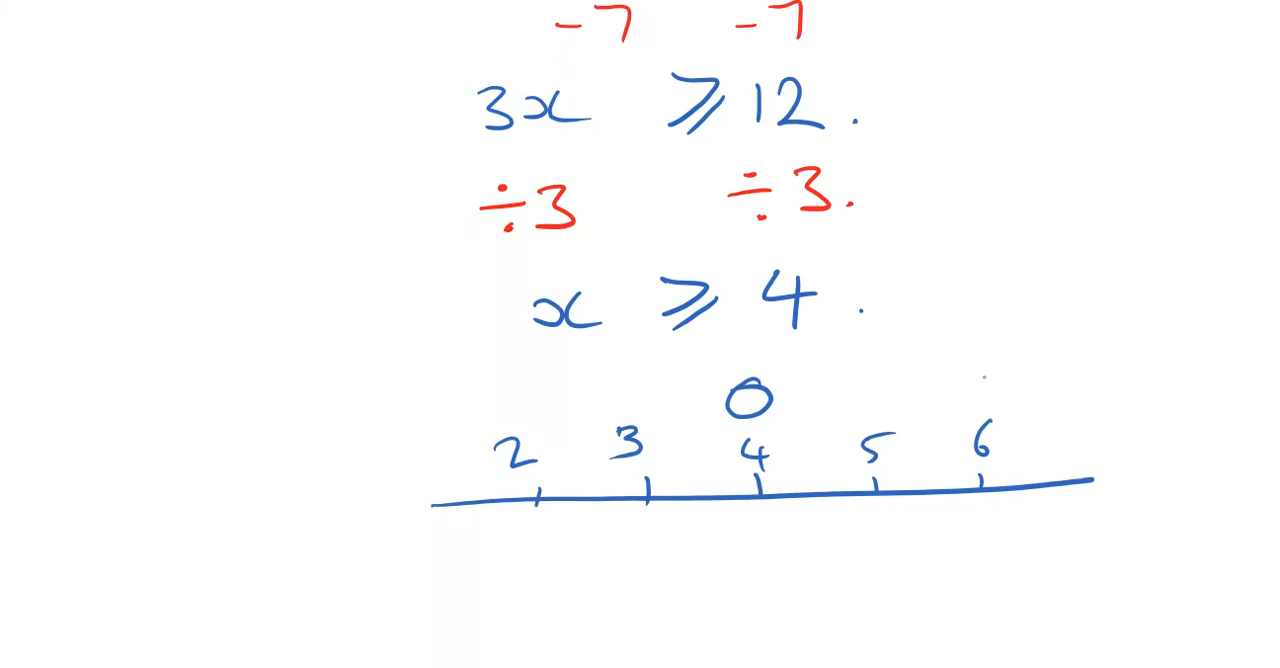 -7 -7
3x ⩾ 12.
÷3 ÷3.
x ⩾ 4.
2 3 4 5 6